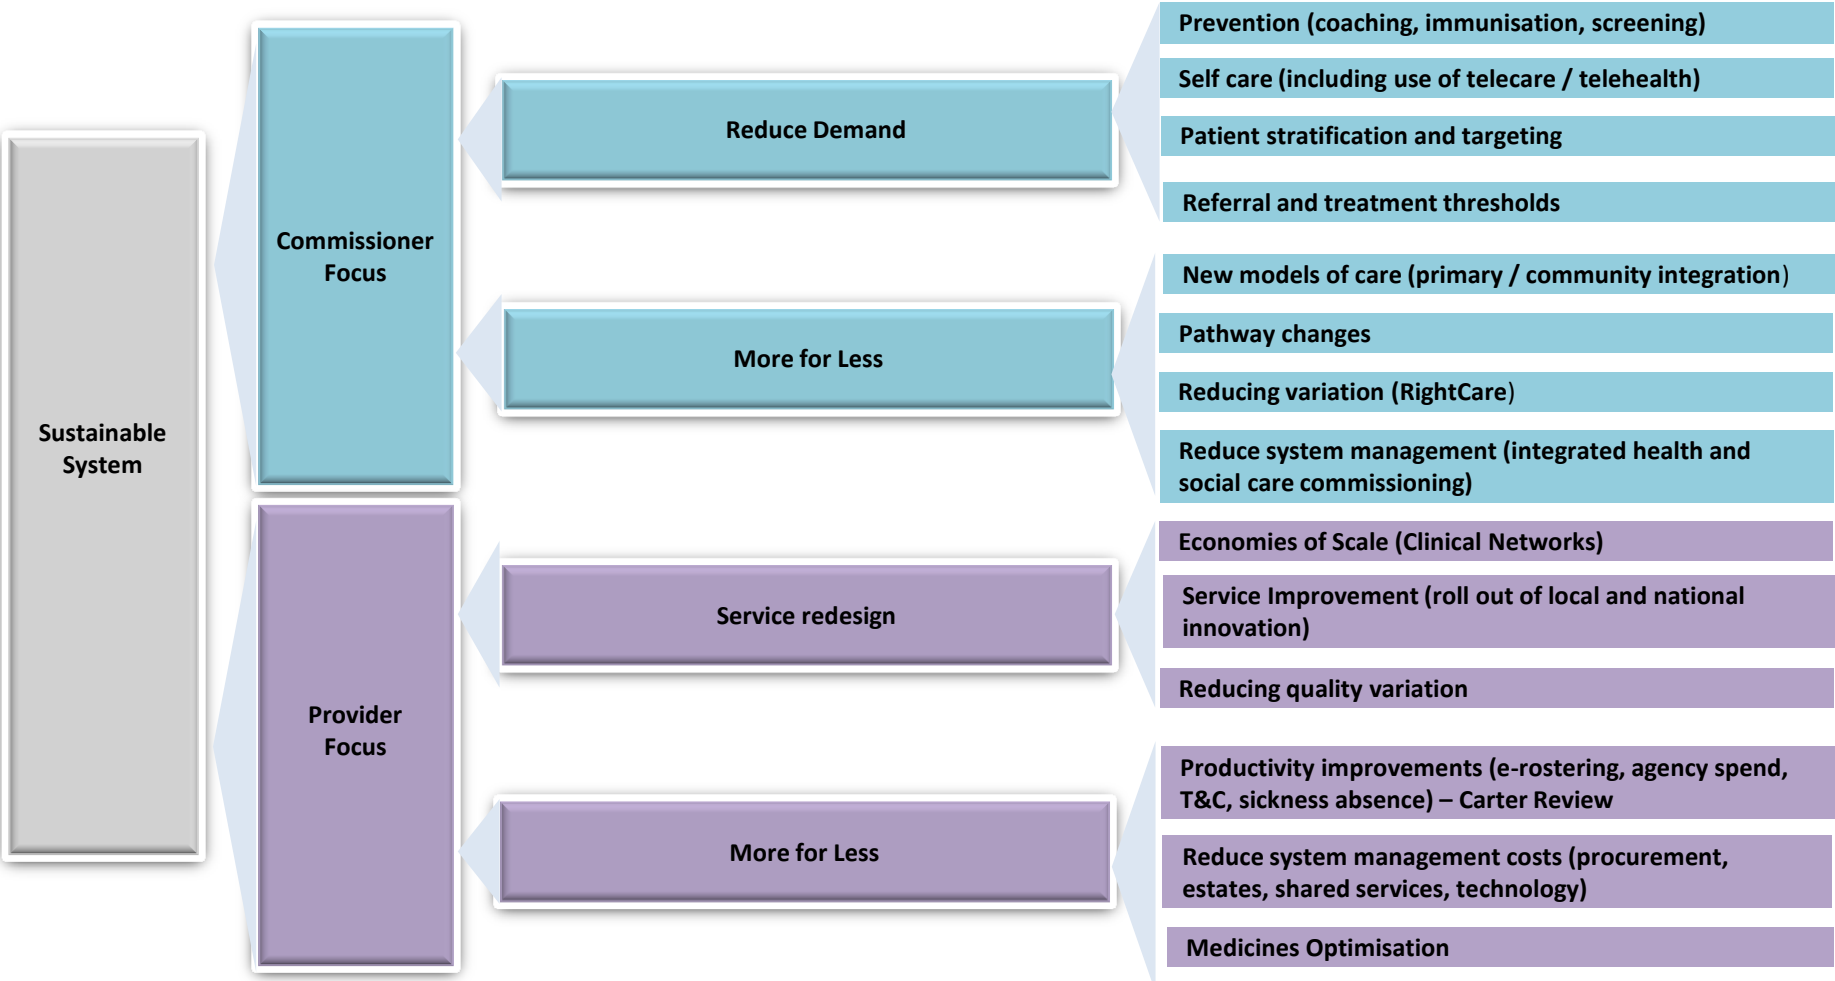 Sustainable
System
Commissioner
Focus
Reduce Demand
Prevention (coaching, immunisation, screening)
Self care (including use of telecare / telehealth)
Patient stratification and targeting
Referral and treatment thresholds
More for Less
New models of care (primary / community integration)
Pathway changes
Reducing variation (RightCare)
Reduce system management (integrated health and
social care commissioning)
Provider
Focus
Service redesign
Economies of Scale (Clinical Networks)
Service Improvement (roll out of local and national
innovation)
Reducing quality variation
More for Less
Productivity improvements (e-rostering, agency spend,
T&C, sickness absence) – Carter Review
Reduce system management costs (procurement,
estates, shared services, technology)
Medicines Optimisation